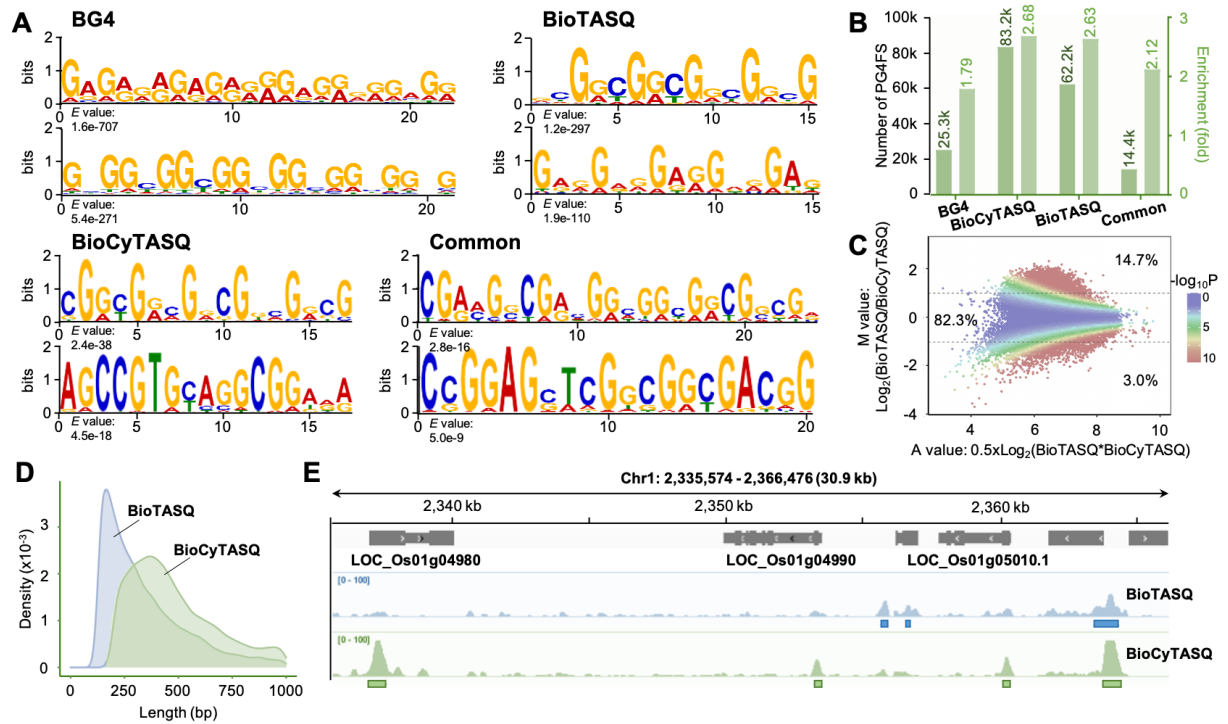 A
BG4
bits
2
1
0
E value:
1.6e-707
10
20
bits
2
1
0
E value:
5.4e-271
10
20
BioTASQ
bits
2
1
0
E value:
1.2e-297
5
10
15
bits
2
1
0
E value:
1.9e-110
5
10
15
BioCyTASQ
bits
2
1
0
E value:
2.4e-38
5
10
15
bits
2
1
0
E value:
4.5e-18
5
10
15
Common
bits
2
1
0
E value:
2.8e-16
10
20
bits
2
1
0
E value:
5.0e-9
10
20
B
Number of PG4FS
100k
80k
60k
40k
20k
0
25.3k
1.79
83.2k
2.68
62.2k
2.63
14.4k
2.12
3
2
1
0
Enrichment (fold)
BG4
BioCyTASQ
BioTASQ
Common
C
M value:
Log2(BioTASQ/BioCyTASQ)
2
0
-2
-4
14.7%
82.3%
3.0%
-log10P
0
5
10
4
6
8
10
A value: 0.5xLog2(BioTASQ*BioCyTASQ)
D
Density (x10-3)
3
2
1
0
BioTASQ
BioCyTASQ
0
250
500
750
1000
Length (bp)
E
Chr1: 2,335,574 - 2,366,476 (30.9 kb)
2,340 kb
2,350 kb
2,360 kb
LOC_Os01g04980
LOC_Os01g04990
LOC_Os01g05010.1
[0 - 100]
BioTASQ
[0 - 100]
BioCyTASQ